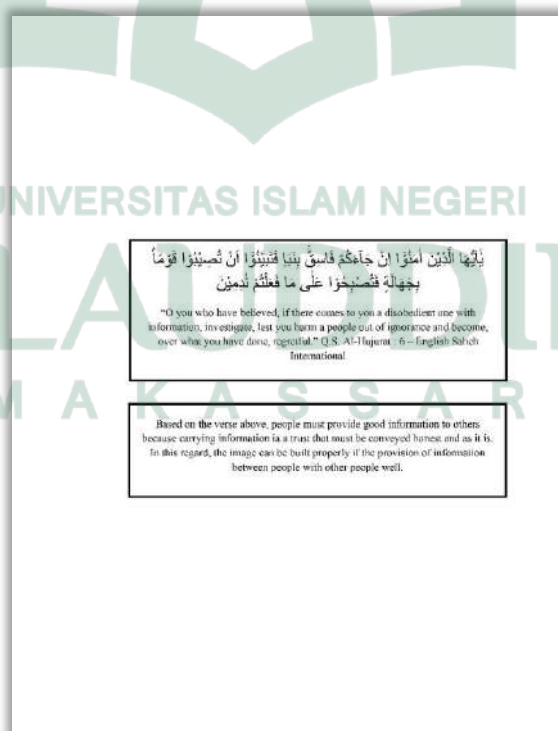 UNIVERSITAS ISLAM NEGERI
يٰٓاَيُّهَا الَّذِيْنَ اٰمَنُوْٓا اِنْ جَاۤءَكُمْ فَاسِقٌۢ بِنَبَاٍ فَتَبَيَّنُوْٓا اَنْ تُصِيْبُوْا قَوْمًاۢ
بِجَهَالَةٍ فَتُصْبِحُوْا عَلٰى مَا فَعَلْتُمْ نٰدِمِيْنَ
"O you who have believed, if there comes to you a disobedient one with
information, investigate, lest you harm a people out of ignorance and become,
over what you have done, regretful." Q.S. Al-Hujurat : 6 – English Saheh
International
LAUDDI
M A K A S S A R
Based on the verse above, people must provide good information to others
because carrying information is a trust that must be conveyed honest and as it is.
In this regard, the image can be built properly if the provision of information
between people with other people well.